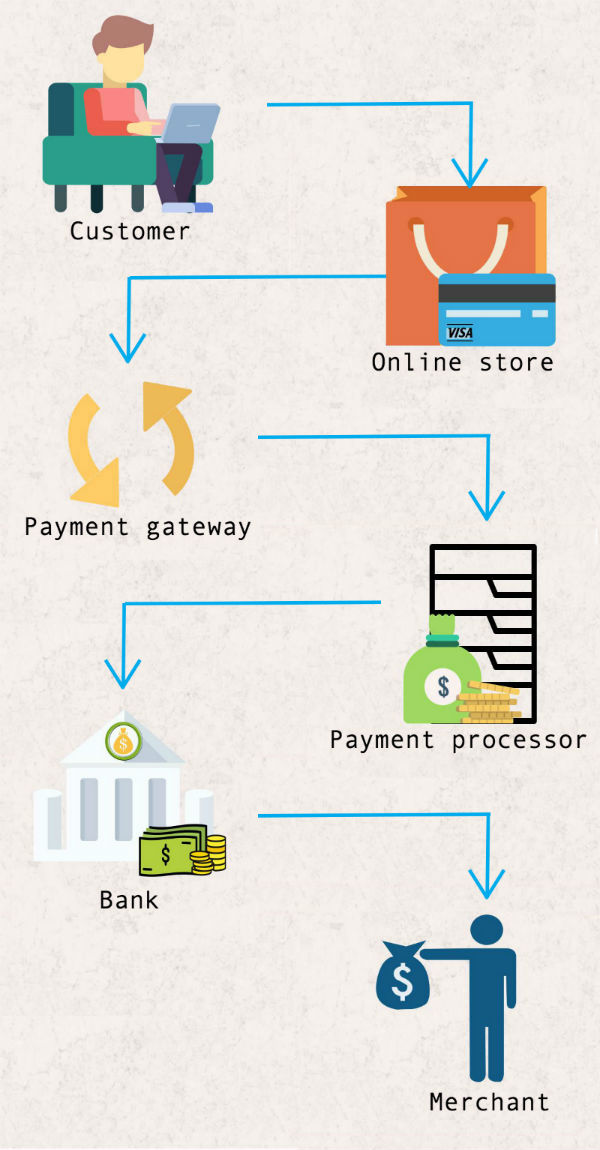 Customer
VISA
Online store
Payment gateway
$
Payment processor
$
$
Bank
$
Merchant